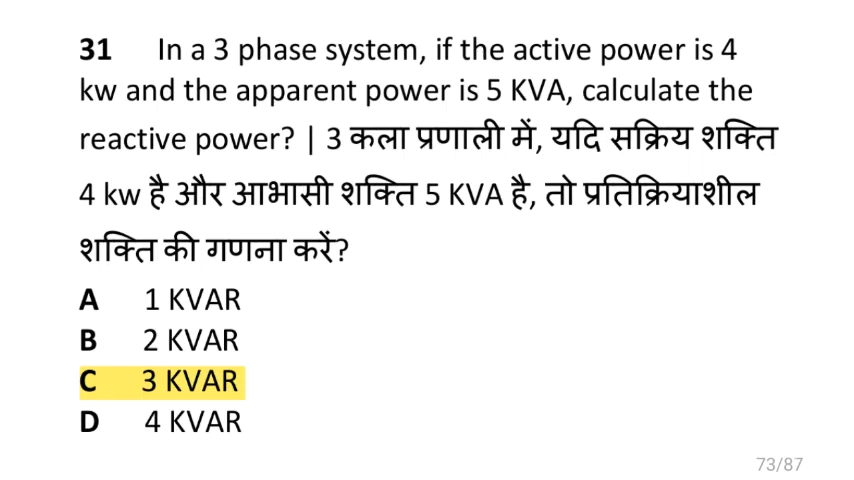 31 In a 3 phase system, if the active power is 4
kw and the apparent power is 5 KVA, calculate the
reactive power? | 3 कला प्रणाली में, यदि सक्रिय शक्ति
4 kw है और आभासी शक्ति 5 KVA है, तो प्रतिक्रियाशील
शक्ति की गणना करें?
A 1 KVAR
B 2 KVAR
C 3 KVAR
D 4 KVAR
73/87